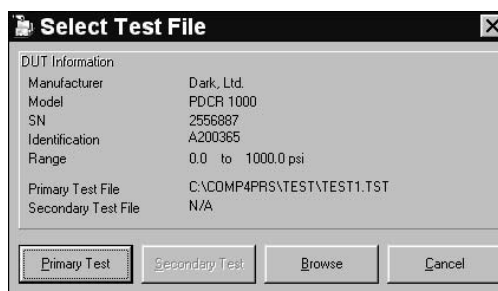 Select Test File
DUT Information
Manufacturer Dark, Ltd.
Model PDCR 1000
SN 2556887
Identification A200365
Range 0.0 to 1000.0 psi
Primary Test File C:\COMP4PRS\TEST\TEST1.TST
Secondary Test File N/A
Primary Test Secondary Test Browse Cancel